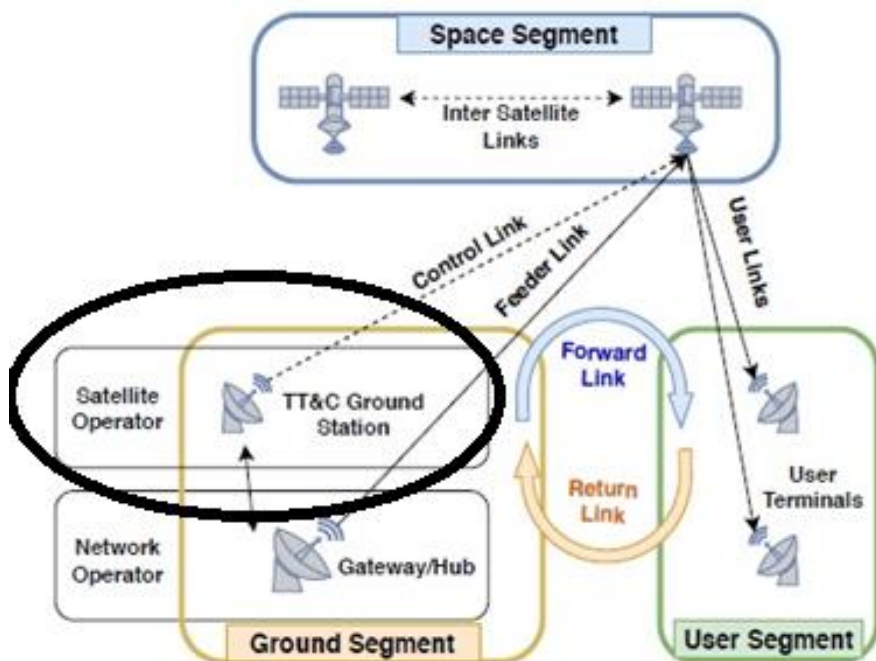 Space Segment
Inter Satellite
Links
Control Link
Feeder Link
User Links
Satellite
Operator
TT&C Ground
Station
Forward
Link
Return
Link
User
Terminals
Network
Operator
Gateway/Hub
Ground Segment
User Segment